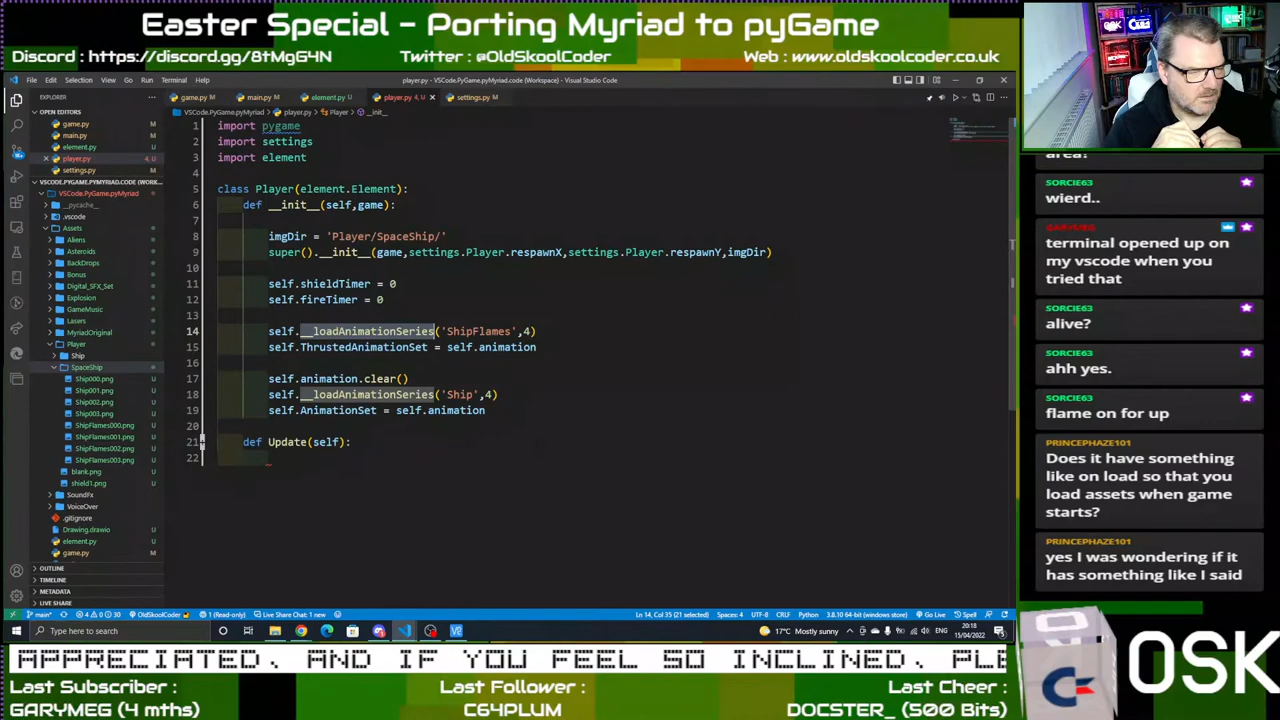 Easter Special - Porting Myriad to pyGame
Discord : https://discord.gg/8tMgG4N
Twitter : @OldSkoolCoder
Web : www.oldskoolcoder.co.uk
File Edit Selection View Go Run Terminal Help
player.py - VSCode.PyGame.pyMyriad.code (Workspace) - Visual Studio Code
EXPLORER
game.py M
main.py M
element.py U
player.py 4, U
settings.py M
OPEN EDITORS
game.py M
main.py M
element.py U
player.py 4, U
settings.py M
VSCODE.PYGAME.PYMYRIAD.CODE (WORK...
VSCode.PyGame.pyMyriad
__pycache__
.vscode
Assets
Aliens
Asteroids
BackDrops
Bonus
Digital_SFX_Set
Explosion
GameMusic
Lasers
MyriadOriginal
Player
Ship
SpaceShip
Ship000.png U
Ship001.png U
Ship002.png U
Ship003.png U
ShipFlames000.png U
ShipFlames001.png U
ShipFlames002.png U
ShipFlames003.png U
blank.png U
shield1.png U
SoundFx
VoiceOver
.gitignore
Drawing.drawio U
element.py U
game.py M
OUTLINE
TIMELINE
METADATA
LIVE SHARE
VSCode.PyGame.pyMyriad > player.py > Player > __init__
1 import pygame
2 import settings
3 import element
4
5 class Player(element.Element):
6 def __init__(self,game):
7
8 imgDir = 'Player/SpaceShip/'
9 super().__init__(game,settings.Player.respawnX,settings.Player.respawnY,imgDir)
10
11 self.shieldTimer = 0
12 self.fireTimer = 0
13
14 self.__loadAnimationSeries('ShipFlames',4)
15 self.ThrustedAnimationSet = self.animation
16
17 self.animation.clear()
18 self.__loadAnimationSeries('Ship',4)
19 self.AnimationSet = self.animation
20
21 def Update(self):
22
main* 4 0 30 OldSkoolCoder 1 (Read-only) Live Share Chat: 1 new
Ln 14, Col 35 (21 selected) Spaces: 4 UTF-8 CRLF Python 3.8.10 64-bit (windows store) Go Live Spell
Type here to search
17°C Mostly sunny
ENG
20:18
15/04/2022
area?
SORCIE63
wierd..
terminal opened up on
my vscode when you
tried that
SORCIE63
alive?
SORCIE63
ahh yes.
SORCIE63
flame on for up
PRINCEPHAZE101
Does it have something
like on load so that you
load assets when game
starts?
PRINCEPHAZE101
yes I was wondering if it
has something like I said
OSK
APPRECIATED. AND IF YOU FEEL SO INCLINED, PLE
Last Subscriber :
GARYMEG (4 mths)
Last Follower :
C64PLUM
Last Cheer :
DOCSTER_ (500 Bits)